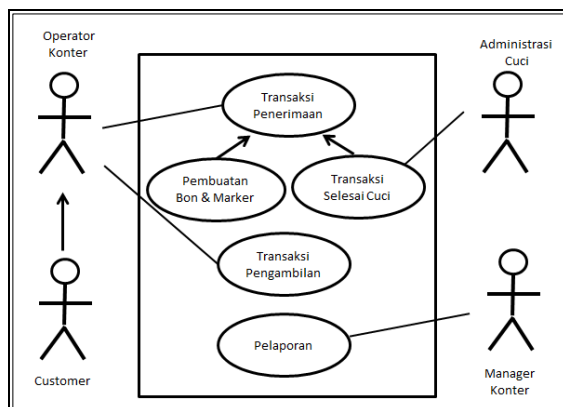 Operator
Konter
Administrasi
Cuci
Transaksi
Penerimaan
Pembuatan
Bon & Marker
Transaksi
Selesai Cuci
Transaksi
Pengambilan
Pelaporan
Customer
Manager
Konter